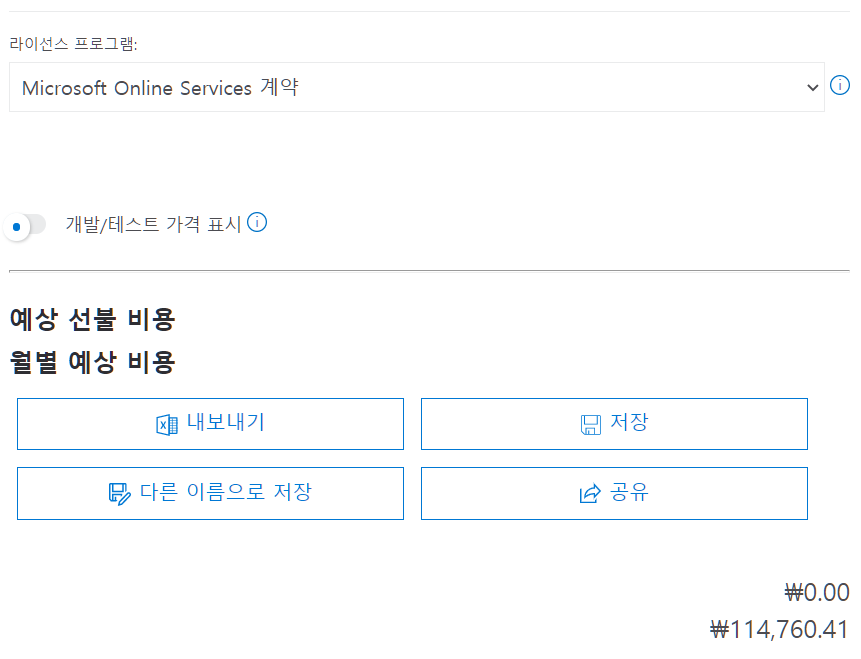 라이선스 프로그램:
Microsoft Online Services 계약
개발/테스트 가격 표시
예상 선불 비용
월별 예상 비용
내보내기
저장
다른 이름으로 저장
공유
₩0.00
₩114,760.41